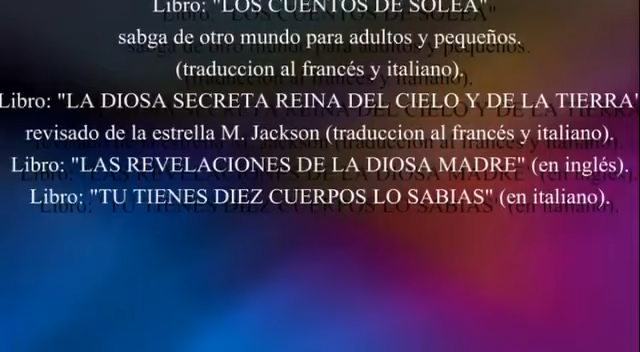 Libro: "LOS CUENTOS DE SOLEA"
sabga de otro mundo para adultos y pequeños.
(traduccion al francés y italiano).
Libro: "LA DIOSA SECRETA REINA DEL CIELO Y DE LA TIERRA"
revisado de la estrella M. Jackson (traduccion al francés y italiano).
Libro: "LAS REVELACIONES DE LA DIOSA MADRE" (en inglés).
Libro: "TU TIENES DIEZ CUERPOS LO SABIAS" (en italiano).